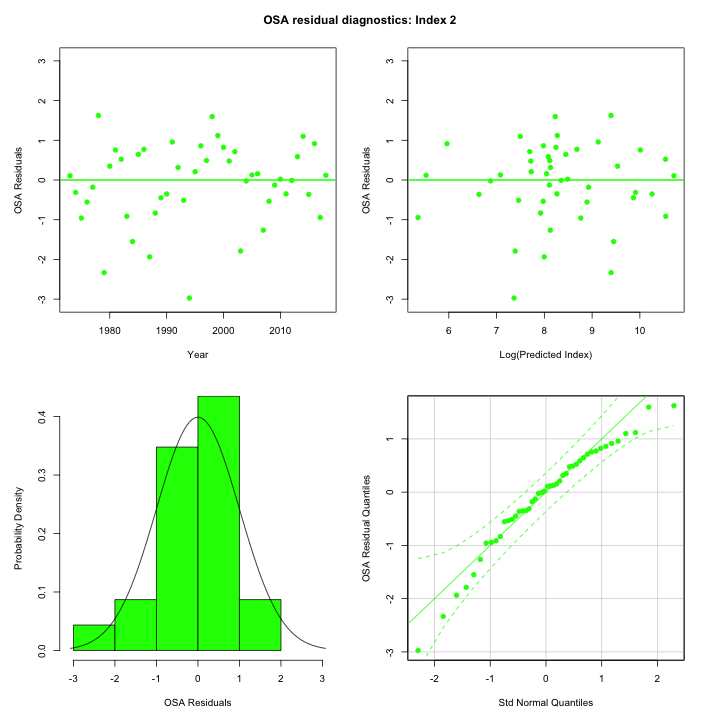 OSA residual diagnostics: Index 2
3
2
1
0
-1
-2
-3
OSA Residuals
1980 1990 2000 2010
Year
3
2
1
0
-1
-2
-3
OSA Residuals
6 7 8 9 10
Log(Predicted Index)
0.4
0.3
0.2
0.1
0.0
Probability Density
-3 -2 -1 0 1 2 3
OSA Residuals
1
0
-1
-2
-3
OSA Residual Quantiles
-2 -1 0 1 2
Std Normal Quantiles